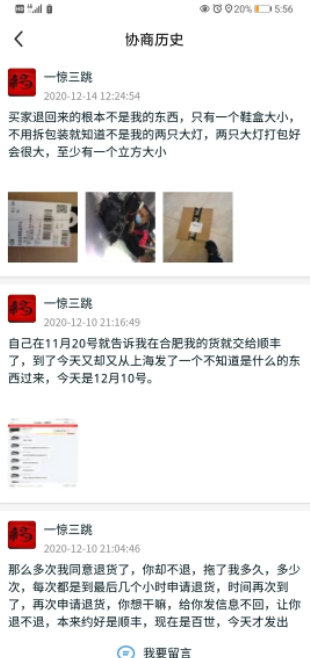 20% 5:56
协商历史
一惊三跳
2020-12-14 12:24:54
买家退回来的根本不是我的东西，只有一个鞋盒大小，
不用拆包装就知道不是我的两只大灯，两只大灯打包好
会很大，至少有一个立方大小
一惊三跳
2020-12-10 21:16:49
自己在11月20号就告诉我在合肥我的货就交给顺丰
了，到了今天又却又从上海发了一个不知道是什么的东
西过来，今天是12月10号。
一惊三跳
2020-12-10 21:04:46
那么多次我同意退货了，你却不退，拖了我多久，多少
次，每次都是到最后几个小时申请退货，时间再次到
了，再次申请退货，你想干嘛，给你发信息不回，让你
退不退，本来约好是顺丰，现在是百世，今天才发出
我要留言